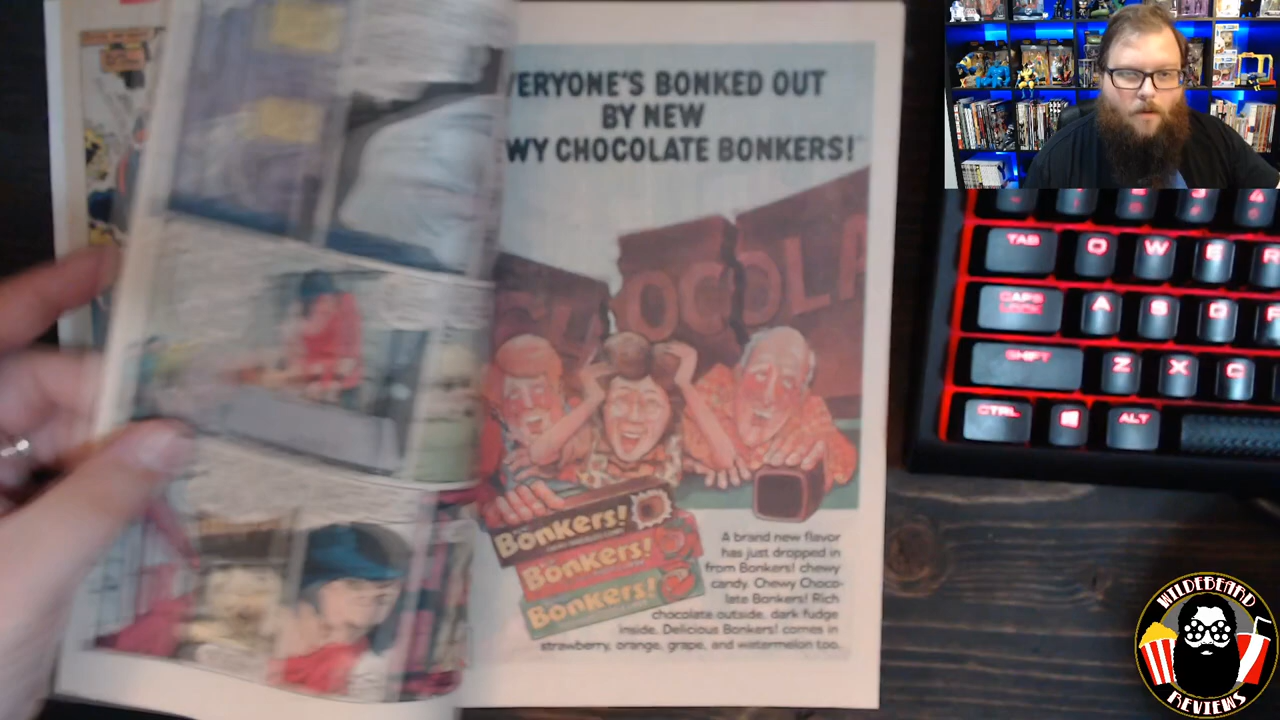 VERYONE'S BONKED OUT
BY NEW
WY CHOCOLATE BONKERS!
CHOCOLA
Bonkers!
Bonkers!
Bonkers!
A brand new flavor
has just dropped in
from Bonkers! chewy
candy. Chewy Choco-
late Bonkers! Rich
chocolate outside, dark fudge
inside. Delicious Bonkers! comes in
strawberry, orange, grape, and watermelon too.
TAB
Q
W
E
R
CAPS
LOCK
A
S
D
F
SHIFT
Z
X
C
CTRL
ALT
WILDEBEARD
REVIEWS